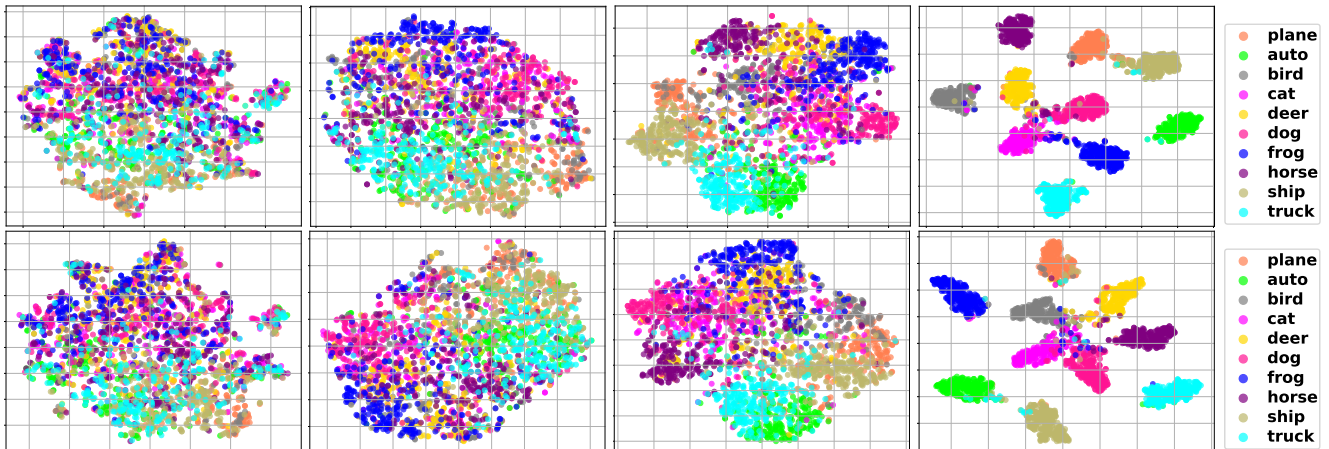 plane
auto
bird
cat
deer
dog
frog
horse
ship
truck
plane
auto
bird
cat
deer
dog
frog
horse
ship
truck